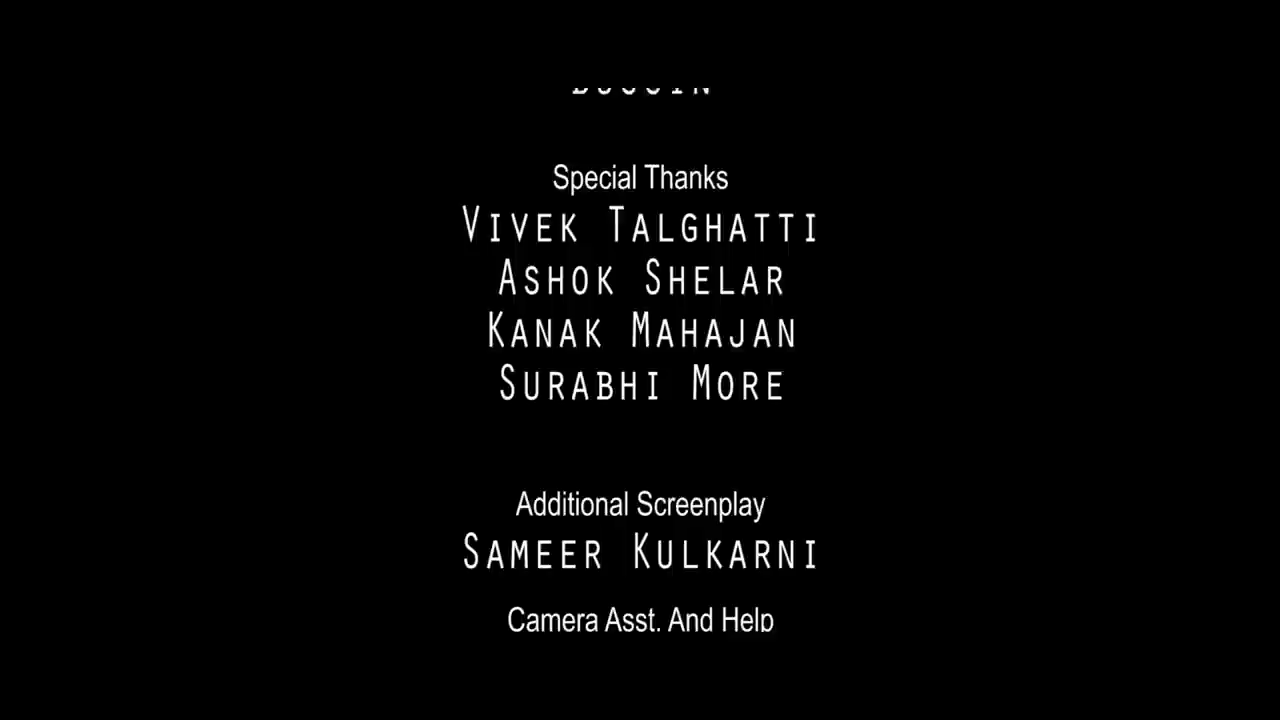 Special Thanks
VIVEK TALGHATTI
ASHOK SHELAR
KANAK MAHAJAN
SURABHI MORE
Additional Screenplay
SAMEER KULKARNI
Camera Asst. And Help